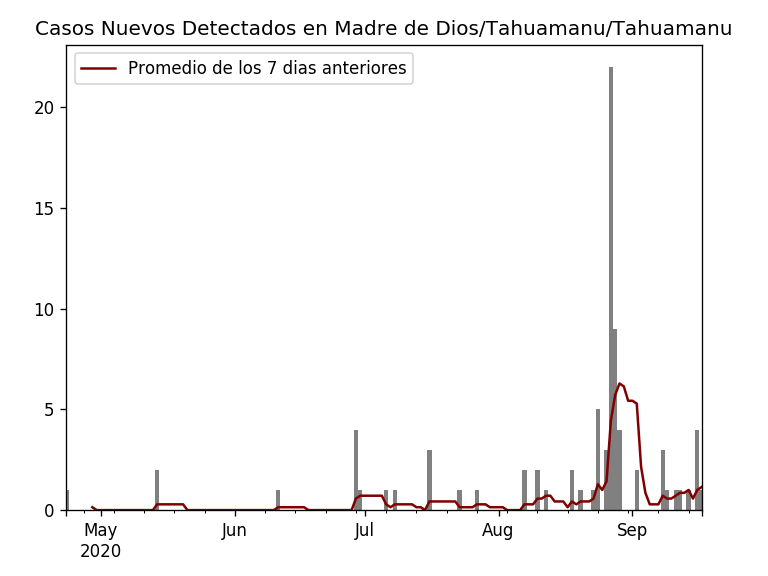 Casos Nuevos Detectados en Madre de Dios/Tahuamanu/Tahuamanu
Promedio de los 7 dias anteriores
20
15
10
5
0
May Jun Jul Aug Sep
2020